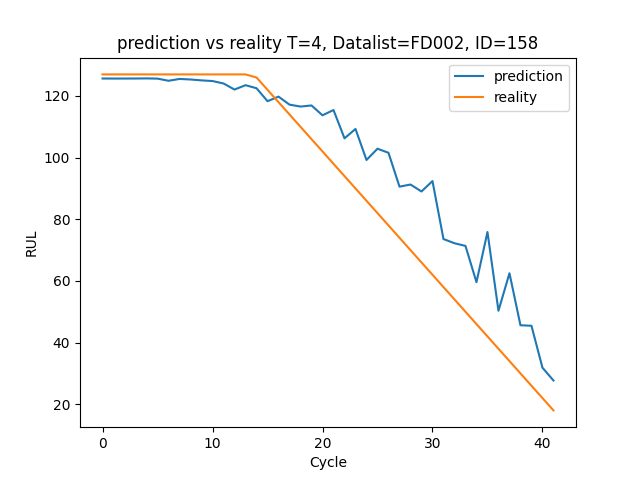 prediction vs reality T=4, Datalist=FD002, ID=158
prediction
reality
RUL
120
100
80
60
40
20
0 10 20 30 40
Cycle